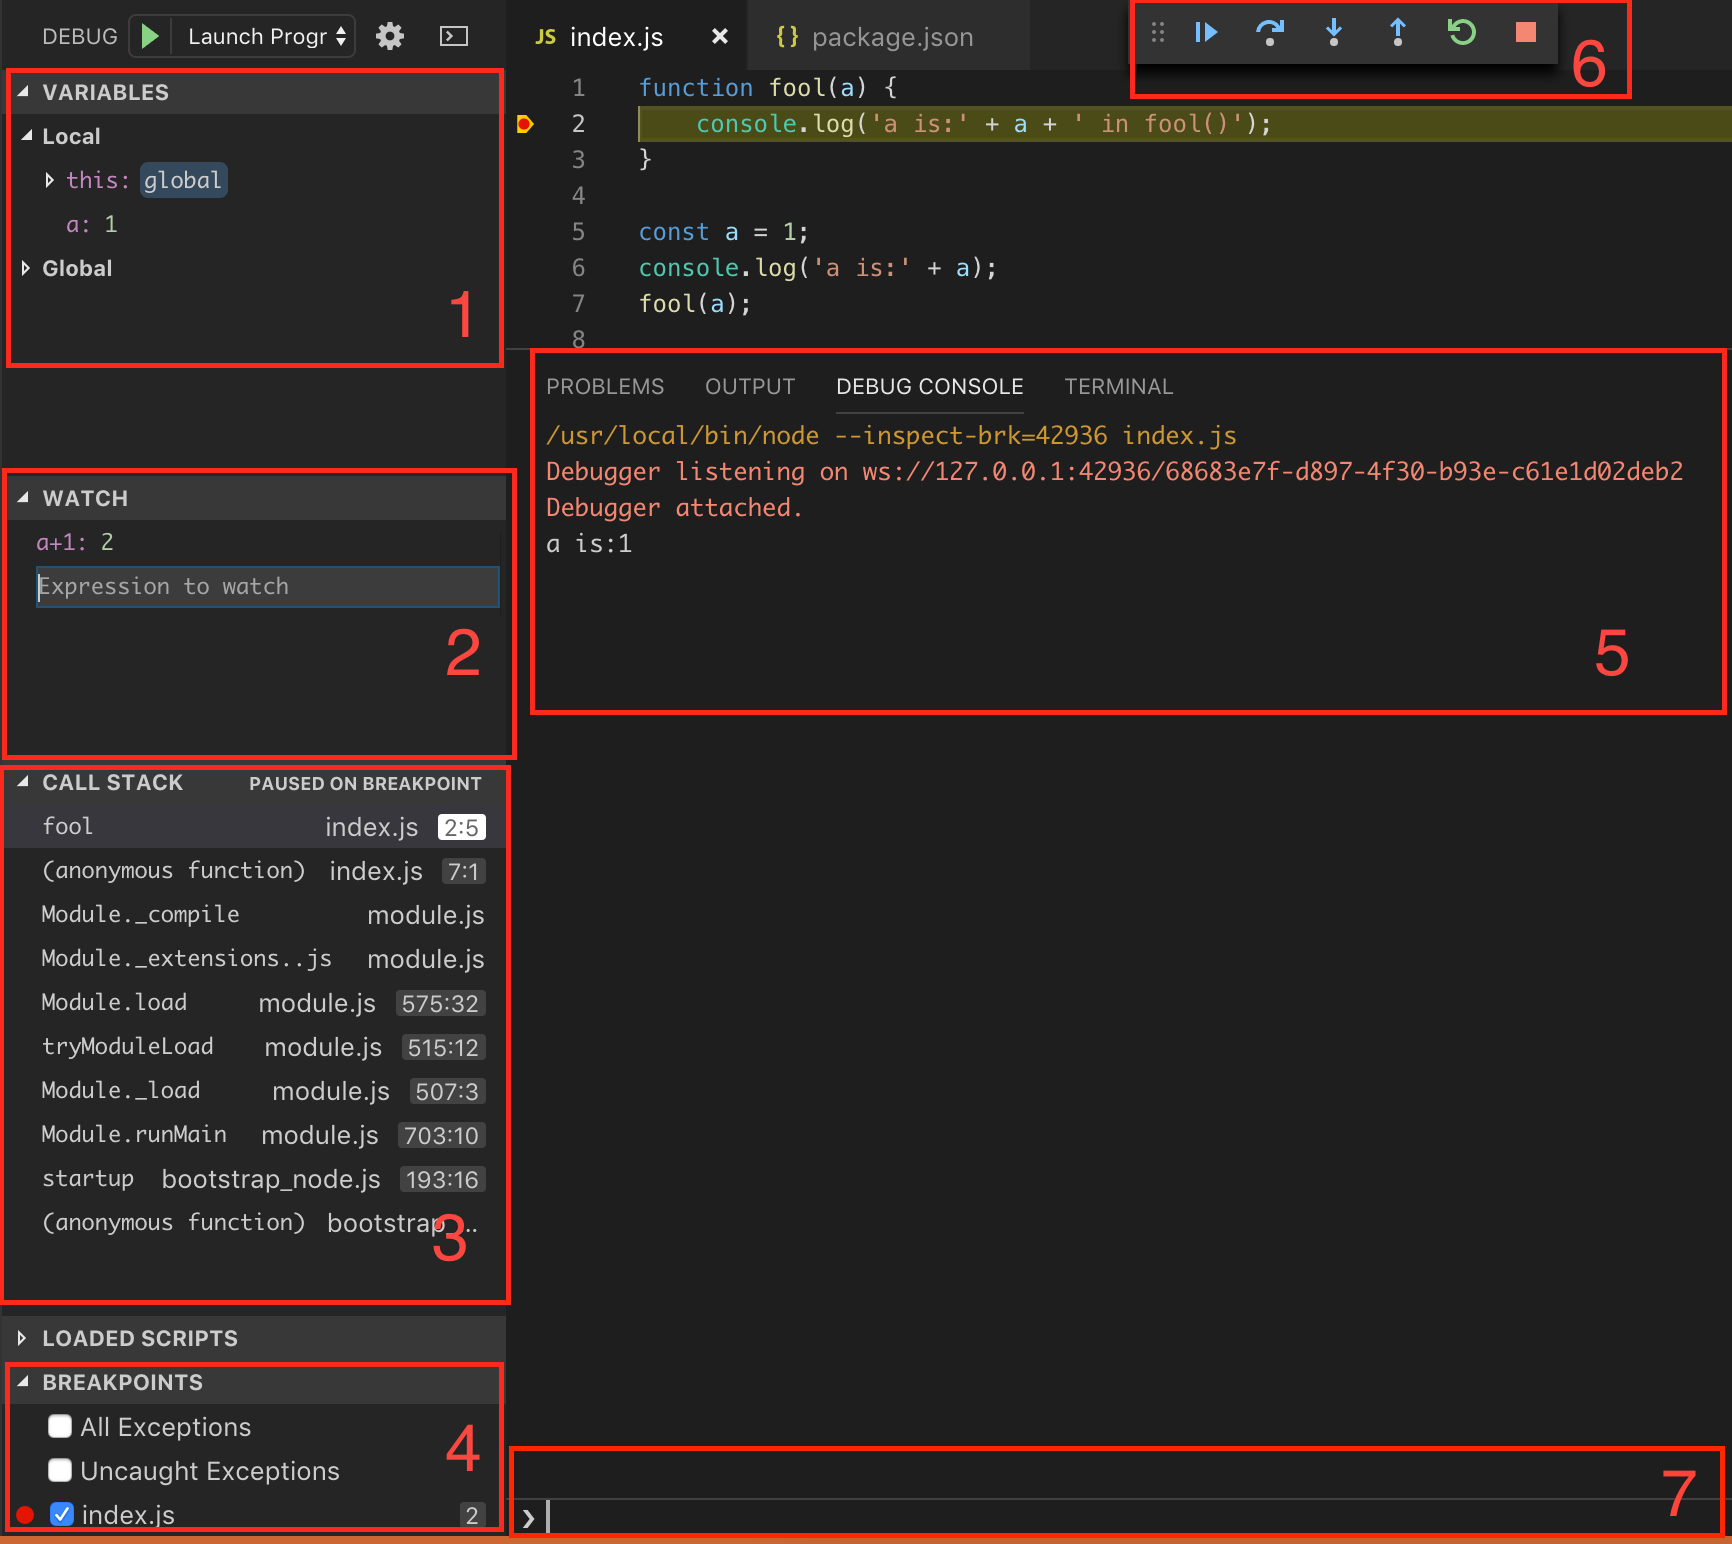 DEBUG Launch Progr
JS index.js
{} package.json
6
VARIABLES
Local
this: global
a: 1
Global
1
1 function fool(a) {
2 console.log('a is:' + a + ' in fool()');
3 }
4
5 const a = 1;
6 console.log('a is:' + a);
7 fool(a);
8
WATCH
a+1: 2
Expression to watch
2
PROBLEMS OUTPUT DEBUG CONSOLE TERMINAL
/usr/local/bin/node --inspect-brk=42936 index.js
Debugger listening on ws://127.0.0.1:42936/68683e7f-d897-4f30-b93e-c61e1d02deb2
Debugger attached.
a is:1
5
CALL STACK PAUSED ON BREAKPOINT
fool index.js 2:5
(anonymous function) index.js 7:1
Module._compile module.js
Module._extensions..js module.js
Module.load module.js 575:32
tryModuleLoad module.js 515:12
Module._load module.js 507:3
Module.runMain module.js 703:10
startup bootstrap_node.js 193:16
(anonymous function) bootstrap_...
3
LOADED SCRIPTS
BREAKPOINTS
All Exceptions
Uncaught Exceptions
index.js 2
4
7